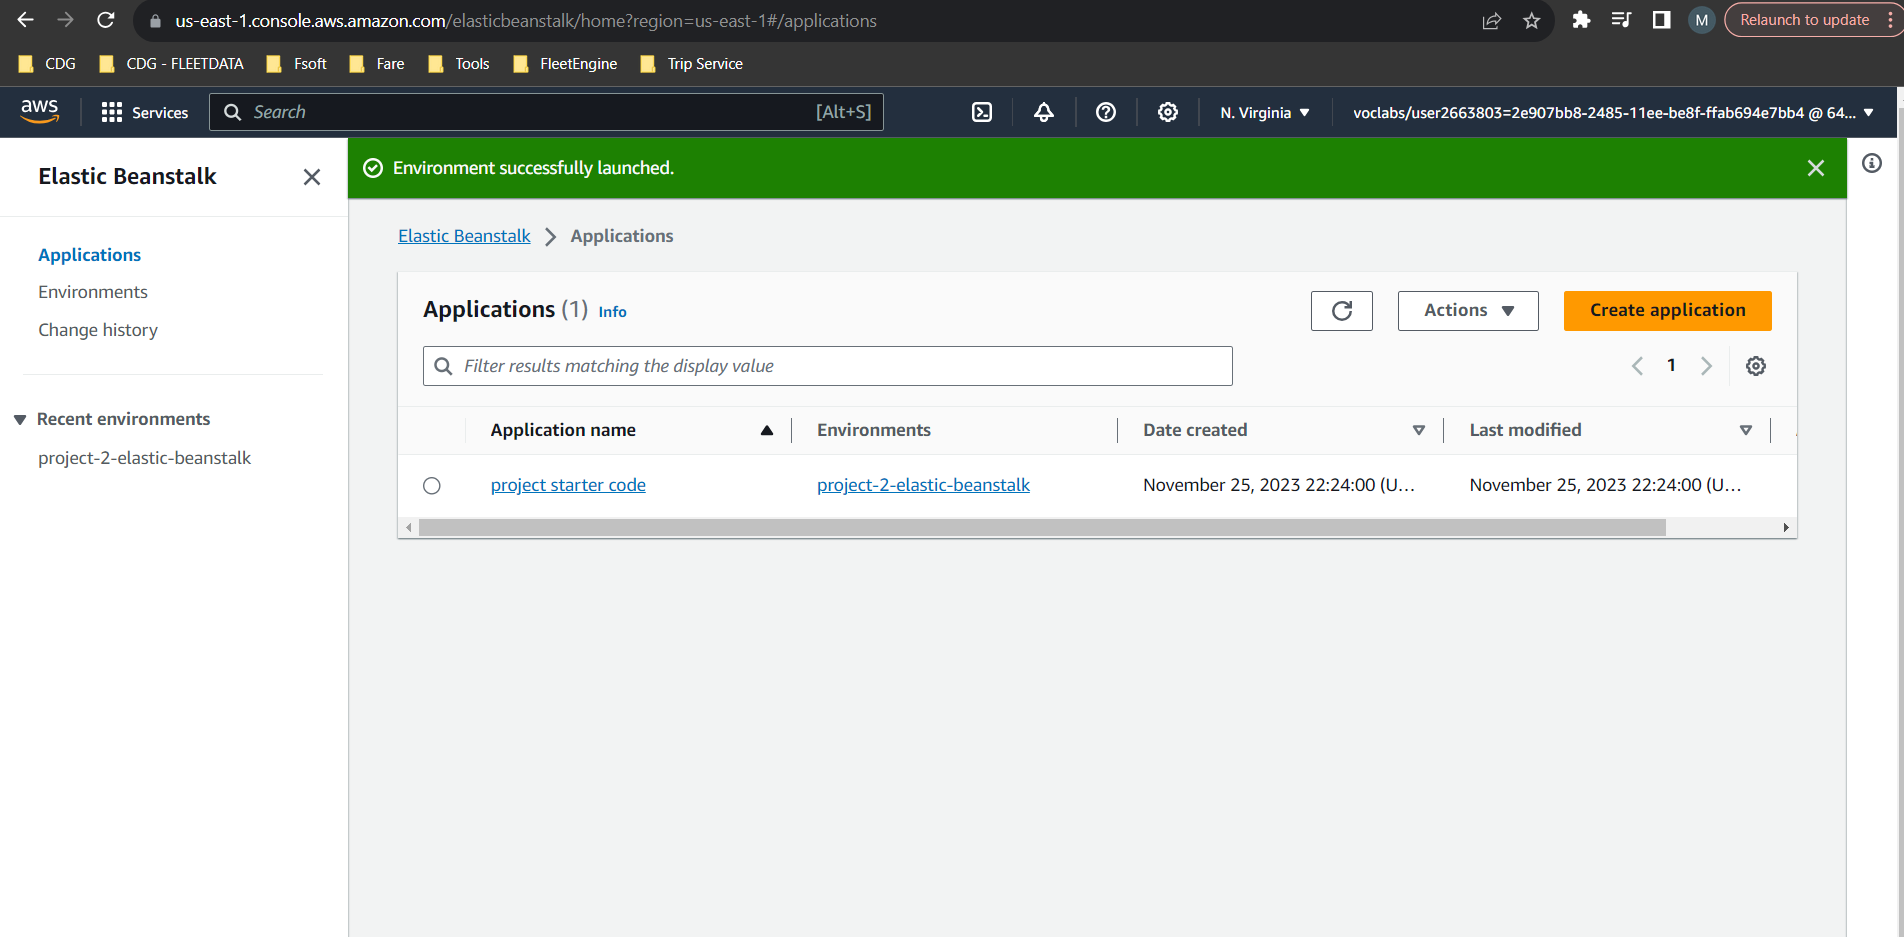 us-east-1.console.aws.amazon.com/elasticbeanstalk/home?region=us-east-1#/applications
M
Relaunch to update
CDG
CDG - FLEETDATA
Fsoft
Fare
Tools
FleetEngine
Trip Service
aws
Services
Search
[Alt+S]
N. Virginia
voclabs/user2663803=2e907bb8-2485-11ee-be8f-ffab694e7bb4 @ 64...
Elastic Beanstalk
Environment successfully launched.
Applications
Environments
Change history
Recent environments
project-2-elastic-beanstalk
Elastic Beanstalk
Applications
Applications (1) Info
Actions
Create application
Filter results matching the display value
1
Application name
Environments
Date created
Last modified
project starter code
project-2-elastic-beanstalk
November 25, 2023 22:24:00 (U...
November 25, 2023 22:24:00 (U...